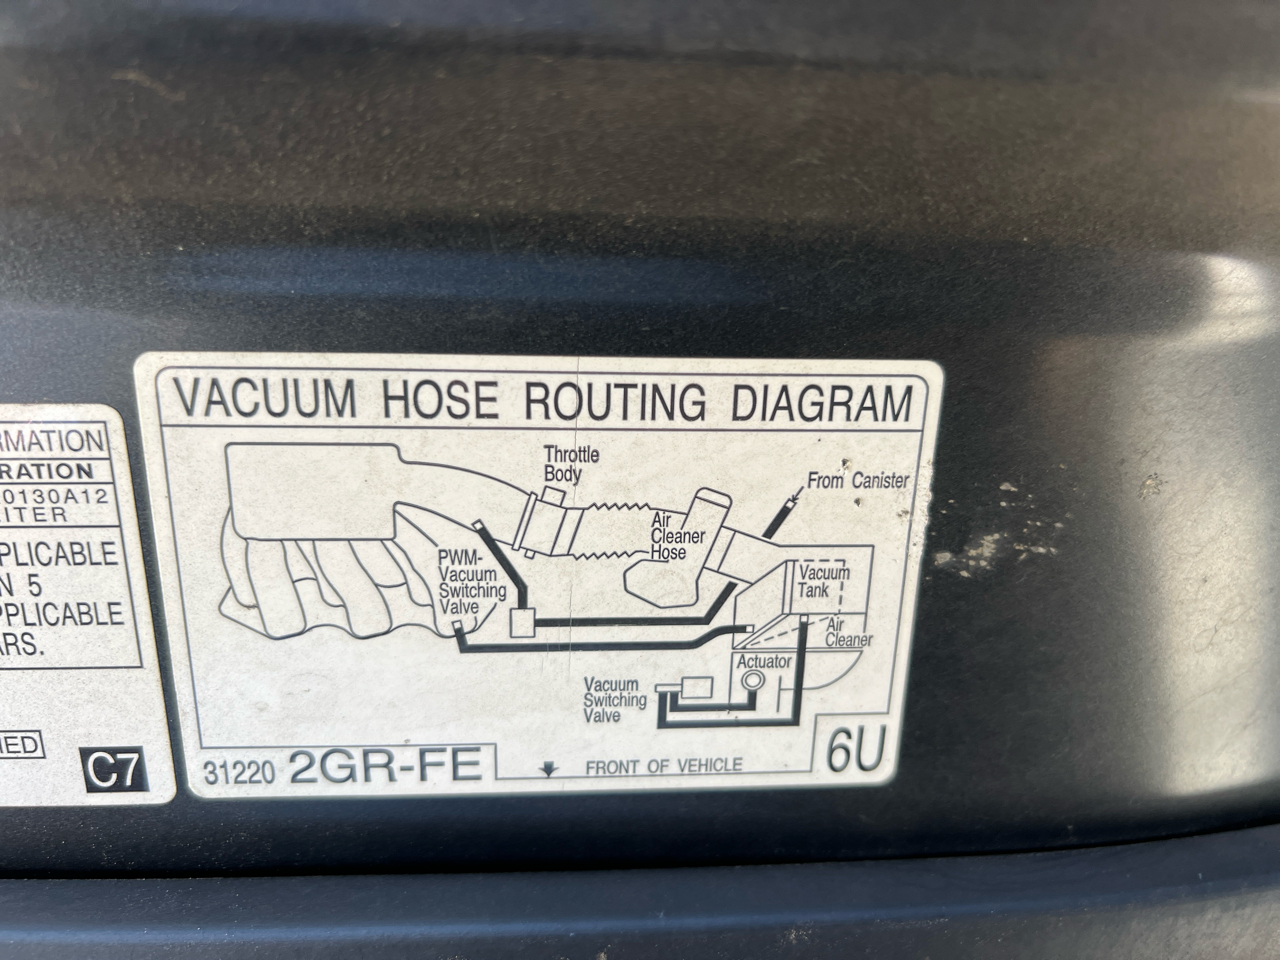 RMATION
RATION
0130A12
ITER
PLICABLE
N 5
PPLICABLE
RS.
IED
C7
VACUUM HOSE ROUTING DIAGRAM
Throttle
Body
From Canister
Air
Cleaner
Hose
PWM-
Vacuum
Switching
Valve
Vacuum
Tank
Air
Cleaner
Actuator
Vacuum
Switching
Valve
31220 2GR-FE
FRONT OF VEHICLE
6U